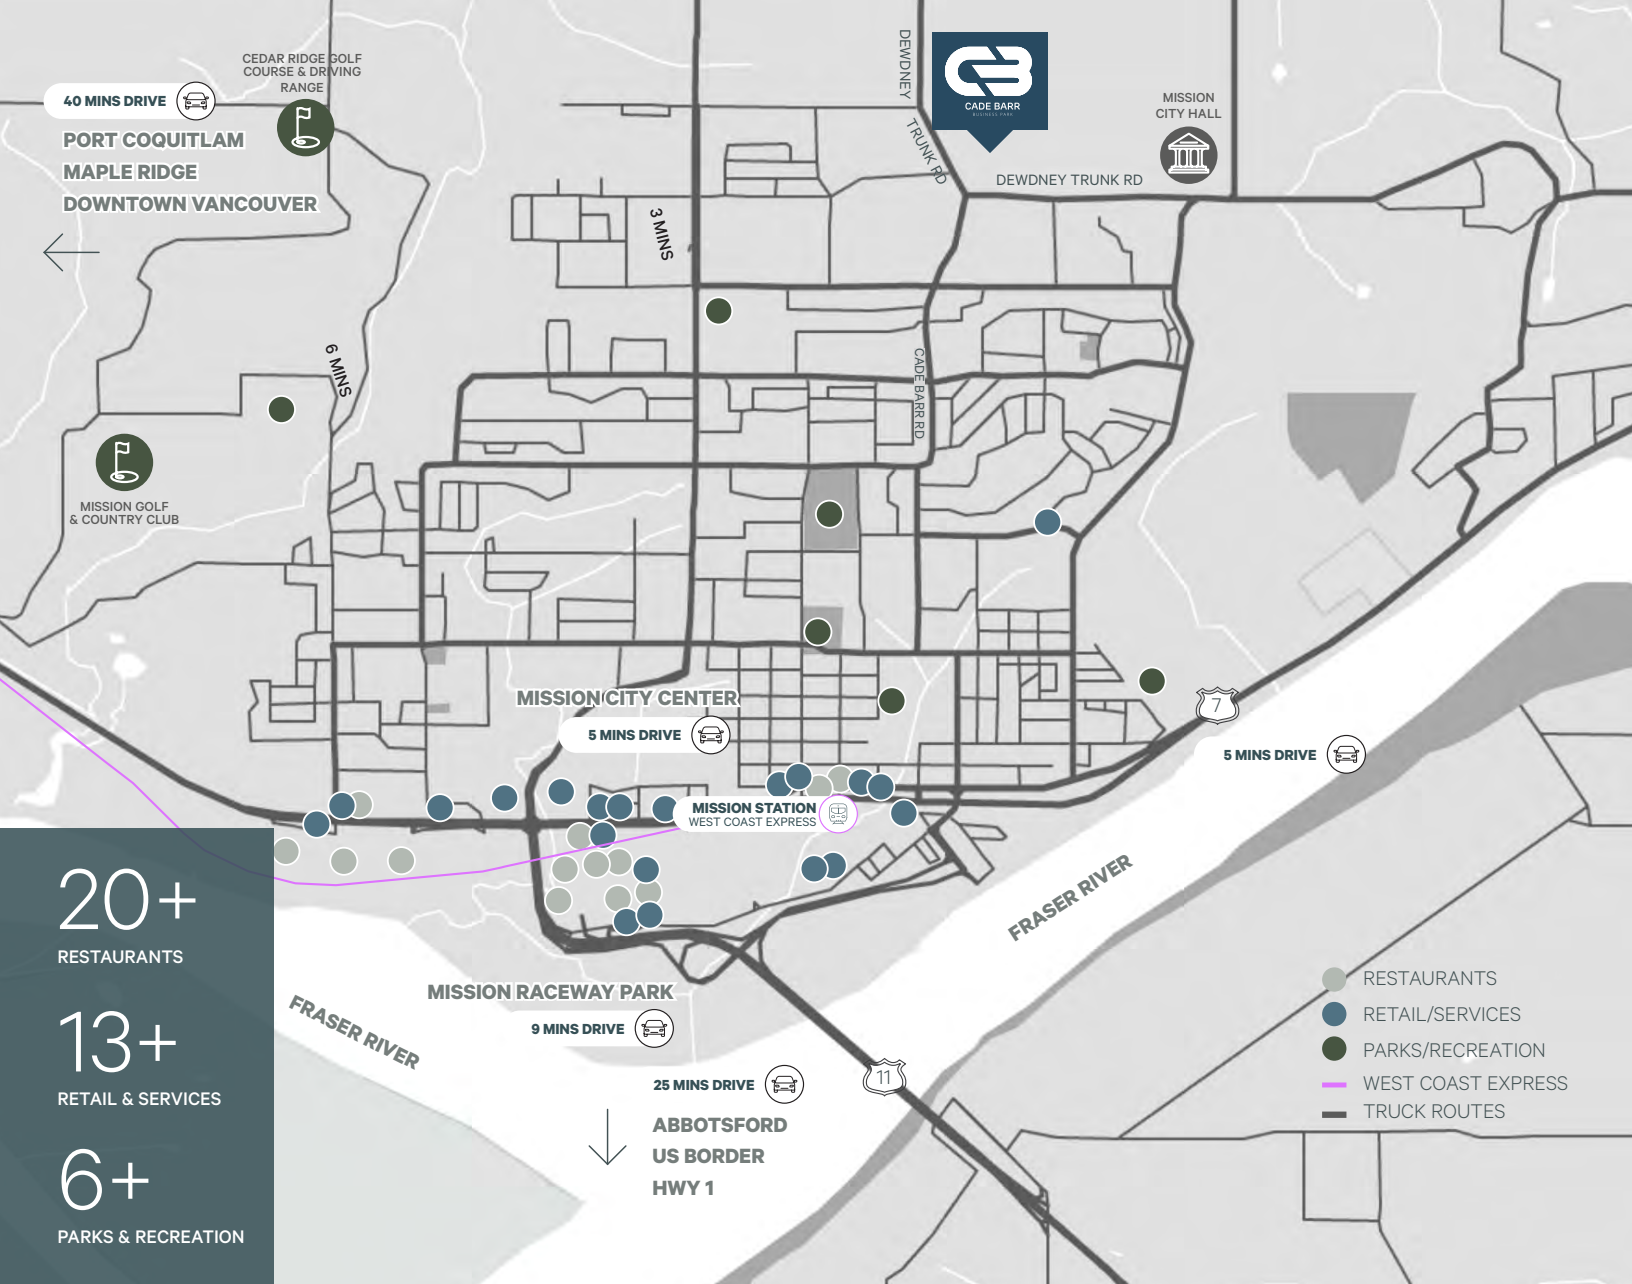 CEDAR RIDGE GOLF
COURSE & DRIVING
RANGE
40 MINS DRIVE
PORT COQUITLAM
MAPLE RIDGE
DOWNTOWN VANCOUVER
DEWDNEY
TRUNK RD
CB
CADE BARR
BUSINESS PARK
MISSION
CITY HALL
DEWDNEY TRUNK RD
3 MINS
6 MINS
CADE BARR RD
MISSION GOLF
& COUNTRY CLUB
MISSION CITY CENTER
5 MINS DRIVE
7
5 MINS DRIVE
MISSION STATION
WEST COAST EXPRESS
20+
RESTAURANTS
13+
RETAIL & SERVICES
6+
PARKS & RECREATION
FRASER RIVER
FRASER RIVER
MISSION RACEWAY PARK
9 MINS DRIVE
25 MINS DRIVE
ABBOTSFORD
US BORDER
HWY 1
11
RESTAURANTS
RETAIL/SERVICES
PARKS/RECREATION
WEST COAST EXPRESS
TRUCK ROUTES